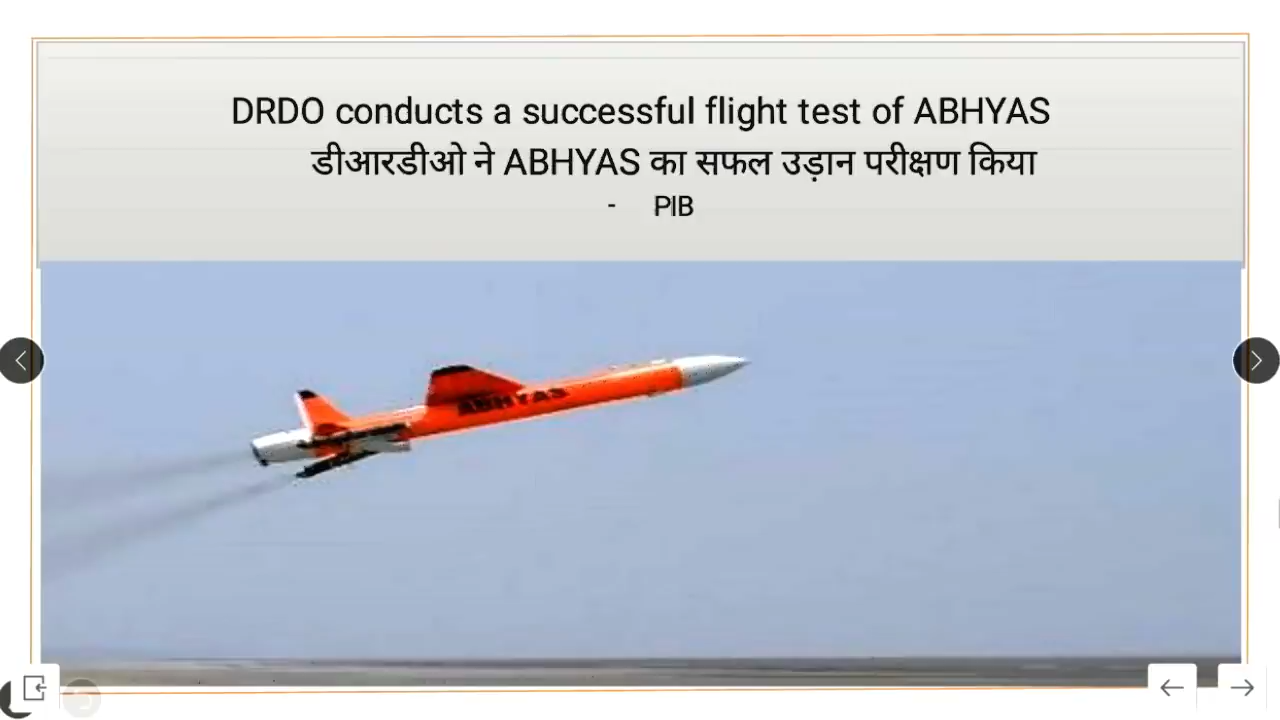 DRDO conducts a successful flight test of ABHYAS
डीआरडीओ ने ABHYAS का सफल उड़ान परीक्षण किया
- PIB
ABHYAS